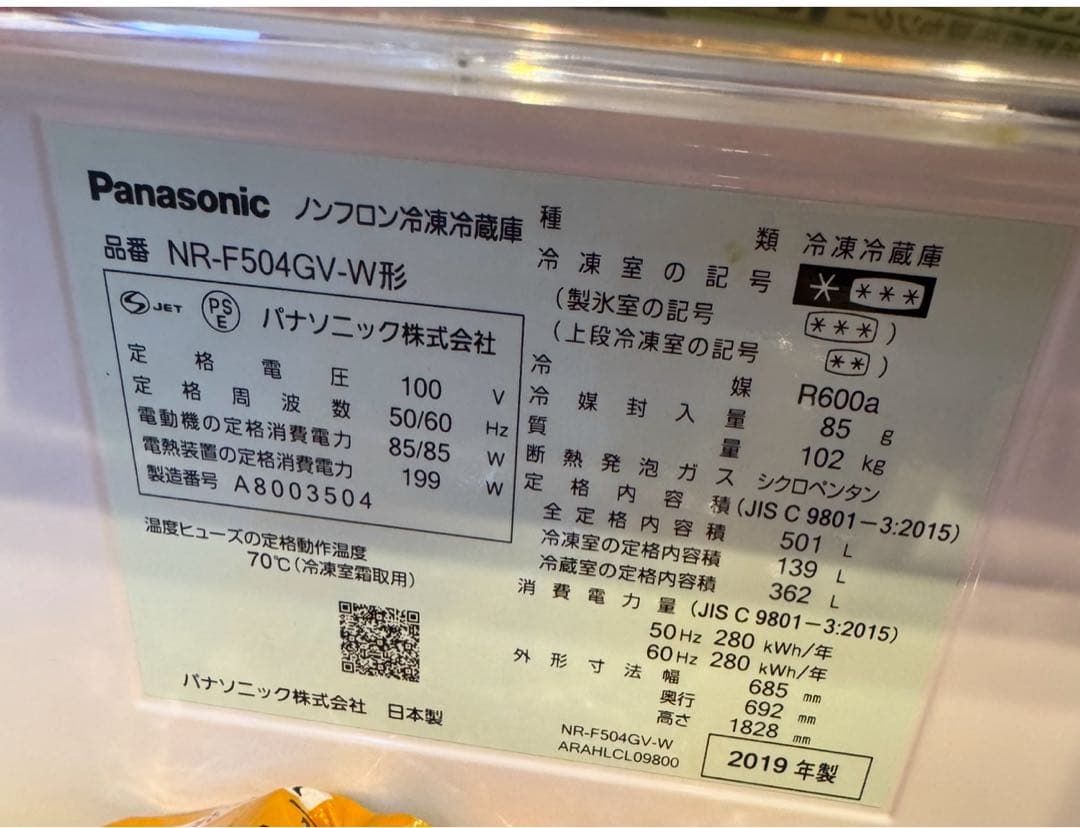 Panasonic ノンフロン冷凍冷蔵庫
品番 NR-F504GV-W形
S JET PSE パナソニック株式会社
定格電圧 100 V
定格周波数 50/60 Hz
電動機の定格消費電力 85/85 W
電熱装置の定格消費電力 199 W
製造番号 A8003504
温度ヒューズの定格動作温度
70℃(冷凍室霜取用)
パナソニック株式会社 日本製
種類 冷凍冷蔵庫
冷凍室の記号 * ***
(製氷室の記号 ***)
(上段冷凍室の記号 **)
冷媒 R600a
冷媒封入量 85 g
質量 102 kg
断熱発泡ガス シクロペンタン
定格内容積 (JIS C 9801-3:2015)
全定格内容積 501 L
冷凍室の定格内容積 139 L
冷蔵室の定格内容積 362 L
消費電力量 (JIS C 9801-3:2015)
50Hz 280 kWh/年
60Hz 280 kWh/年
外形寸法 幅 685 mm
奥行 692 mm
高さ 1828 mm
NR-F504GV-W
ARAHLCL09800
2019 年製